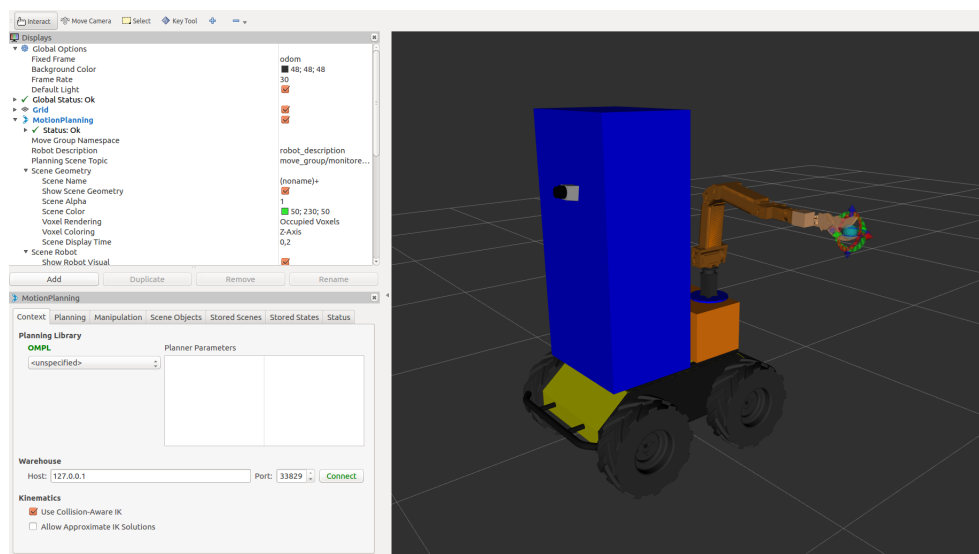 Interact Move Camera Select Key Tool
Displays
Global Options
Fixed Frame odom
Background Color 48; 48; 48
Frame Rate 30
Default Light
Global Status: Ok
Grid
MotionPlanning
Status: Ok
Move Group Namespace
Robot Description robot_description
Planning Scene Topic move_group/monitore...
Scene Geometry
Scene Name (noname)+
Show Scene Geometry
Scene Alpha 1
Scene Color 50; 230; 50
Voxel Rendering Occupied Voxels
Voxel Coloring Z-Axis
Scene Display Time 0,2
Scene Robot
Show Robot Visual
Add Duplicate Remove Rename
MotionPlanning
Context Planning Manipulation Scene Objects Stored Scenes Stored States Status
Planning Library
OMPL Planner Parameters
<unspecified>
Warehouse
Host: 127.0.0.1 Port: 33829 Connect
Kinematics
Use Collision-Aware IK
Allow Approximate IK Solutions